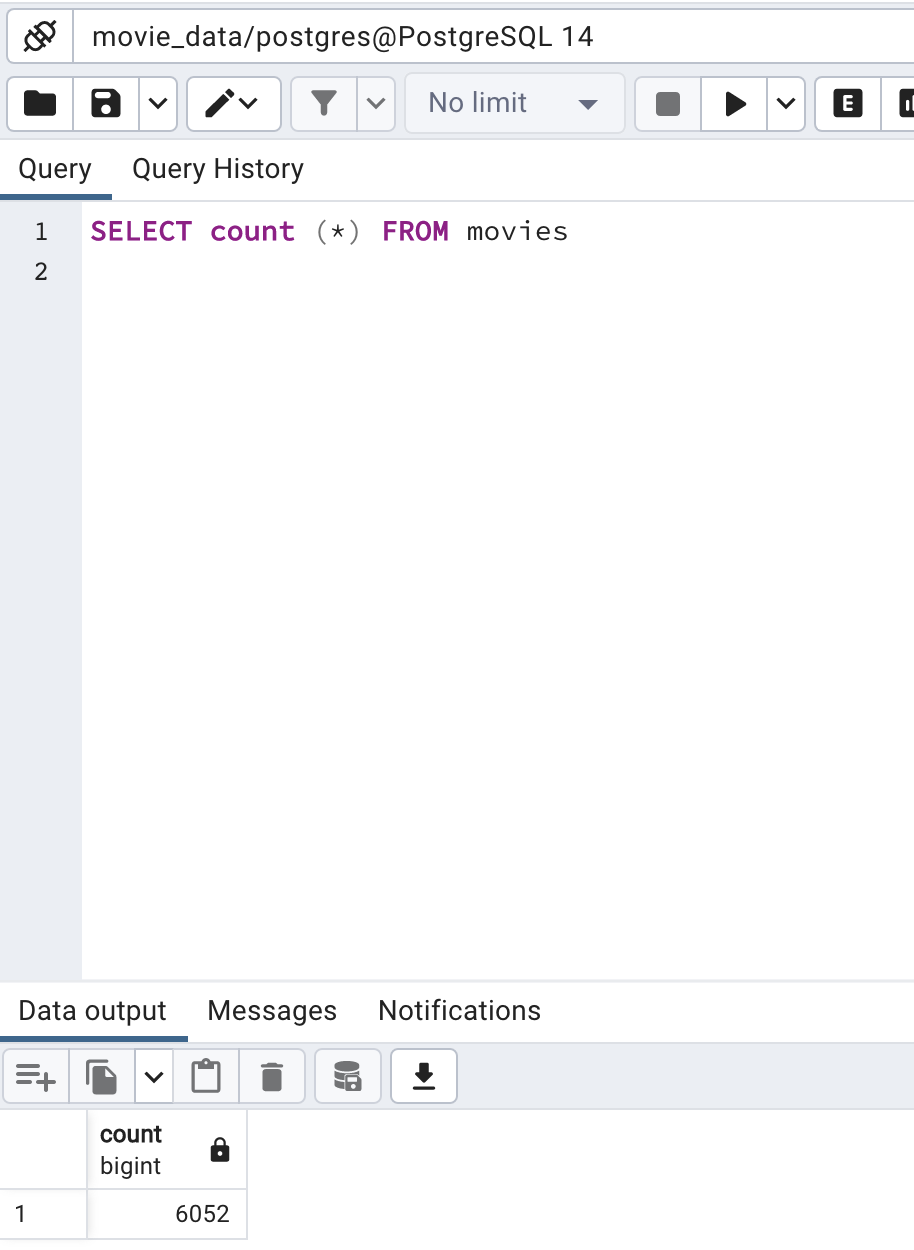 movie_data/postgres@PostgreSQL 14
No limit
E
Query Query History
1 SELECT count (*) FROM movies
2
Data output Messages Notifications
count
bigint
1 6052